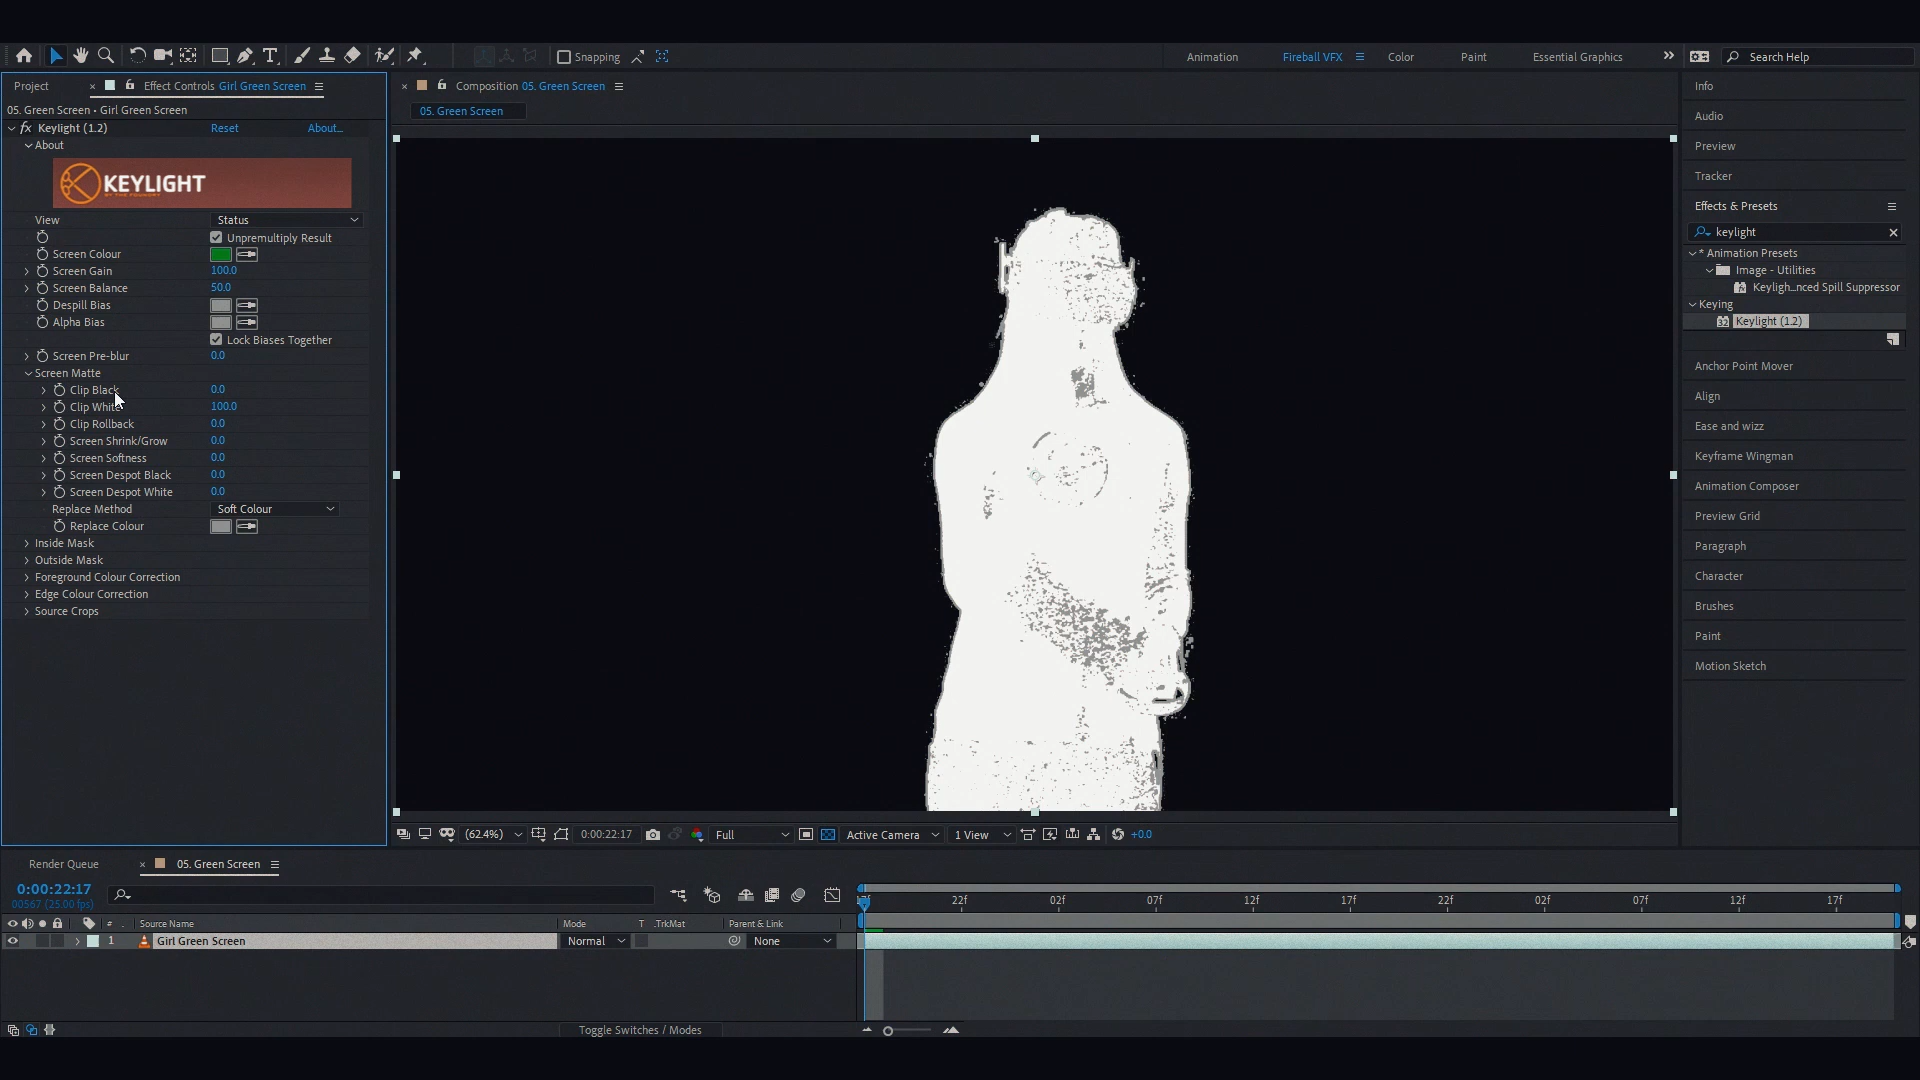 Snapping
Animation
Fireball VFX
Color
Paint
Essential Graphics
Search Help
Project
Effect Controls Girl Green Screen
05. Green Screen • Girl Green Screen
Keylight (1.2)
Reset
About...
About
KEYLIGHT
BY THE FOUNDRY
View
Status
Unpremultiply Result
Screen Colour
Screen Gain
100.0
Screen Balance
50.0
Despill Bias
Alpha Bias
Lock Biases Together
Screen Pre-blur
0.0
Screen Matte
Clip Black
0.0
Clip White
100.0
Clip Rollback
0.0
Screen Shrink/Grow
0.0
Screen Softness
0.0
Screen Despot Black
0.0
Screen Despot White
0.0
Replace Method
Soft Colour
Replace Colour
Inside Mask
Outside Mask
Foreground Colour Correction
Edge Colour Correction
Source Crops
Composition 05. Green Screen
05. Green Screen
(62.4%)
0:00:22:17
Full
Active Camera
1 View
+0.0
Info
Audio
Preview
Tracker
Effects & Presets
keylight
* Animation Presets
Image - Utilities
Keyligh...nced Spill Suppressor
Keying
Keylight (1.2)
Anchor Point Mover
Align
Ease and wizz
Keyframe Wingman
Animation Composer
Preview Grid
Paragraph
Character
Brushes
Paint
Motion Sketch
Render Queue
05. Green Screen
0:00:22:17
00567 (25.00 fps)
22f
02f
07f
12f
17f
22f
02f
07f
12f
17f
#
Source Name
Mode
T .TrkMat
Parent & Link
1
Girl Green Screen
Normal
None
Toggle Switches / Modes